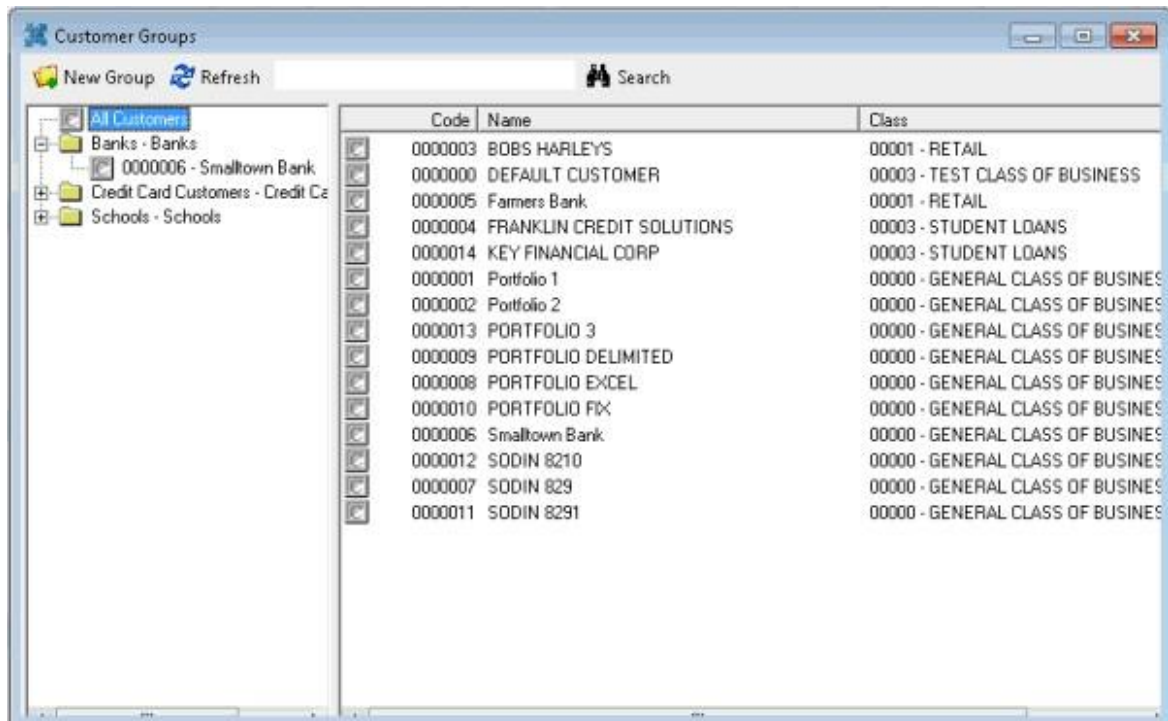 Customer Groups
New Group Refresh Search
All Customers
Banks - Banks
0000006 - Smalltown Bank
Credit Card Customers - Credit Ca
Schools - Schools
Code Name Class
0000003 BOBS HARLEYS 00001 - RETAIL
0000000 DEFAULT CUSTOMER 00003 - TEST CLASS OF BUSINESS
0000005 Farmers Bank 00001 - RETAIL
0000004 FRANKLIN CREDIT SOLUTIONS 00003 - STUDENT LOANS
0000014 KEY FINANCIAL CORP 00003 - STUDENT LOANS
0000001 Portfolio 1 00000 - GENERAL CLASS OF BUSINES
0000002 Portfolio 2 00000 - GENERAL CLASS OF BUSINES
0000013 PORTFOLIO 3 00000 - GENERAL CLASS OF BUSINES
0000009 PORTFOLIO DELIMITED 00000 - GENERAL CLASS OF BUSINES
0000008 PORTFOLIO EXCEL 00000 - GENERAL CLASS OF BUSINES
0000010 PORTFOLIO FIX 00000 - GENERAL CLASS OF BUSINES
0000006 Smalltown Bank 00000 - GENERAL CLASS OF BUSINES
0000012 SODIN 8210 00000 - GENERAL CLASS OF BUSINES
0000007 SODIN 829 00000 - GENERAL CLASS OF BUSINES
0000011 SODIN 8291 00000 - GENERAL CLASS OF BUSINES